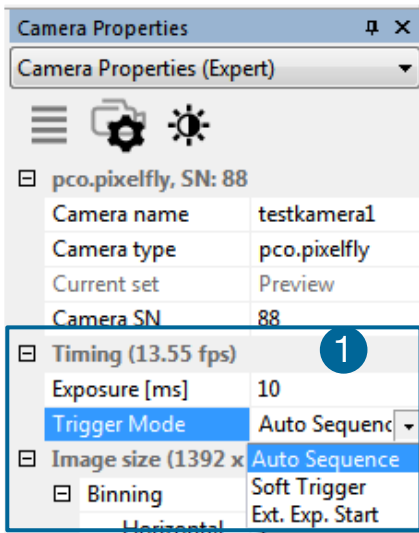 Camera Properties
Camera Properties (Expert)
pco.pixelfly, SN: 88
Camera name testkamera1
Camera type pco.pixelfly
Current set Preview
Camera SN 88
Timing (13.55 fps) 1
Exposure [ms] 10
Trigger Mode Auto Sequenc
Image size (1392 x Auto Sequence
Binning Soft Trigger
Horizontal Ext. Exp. Start